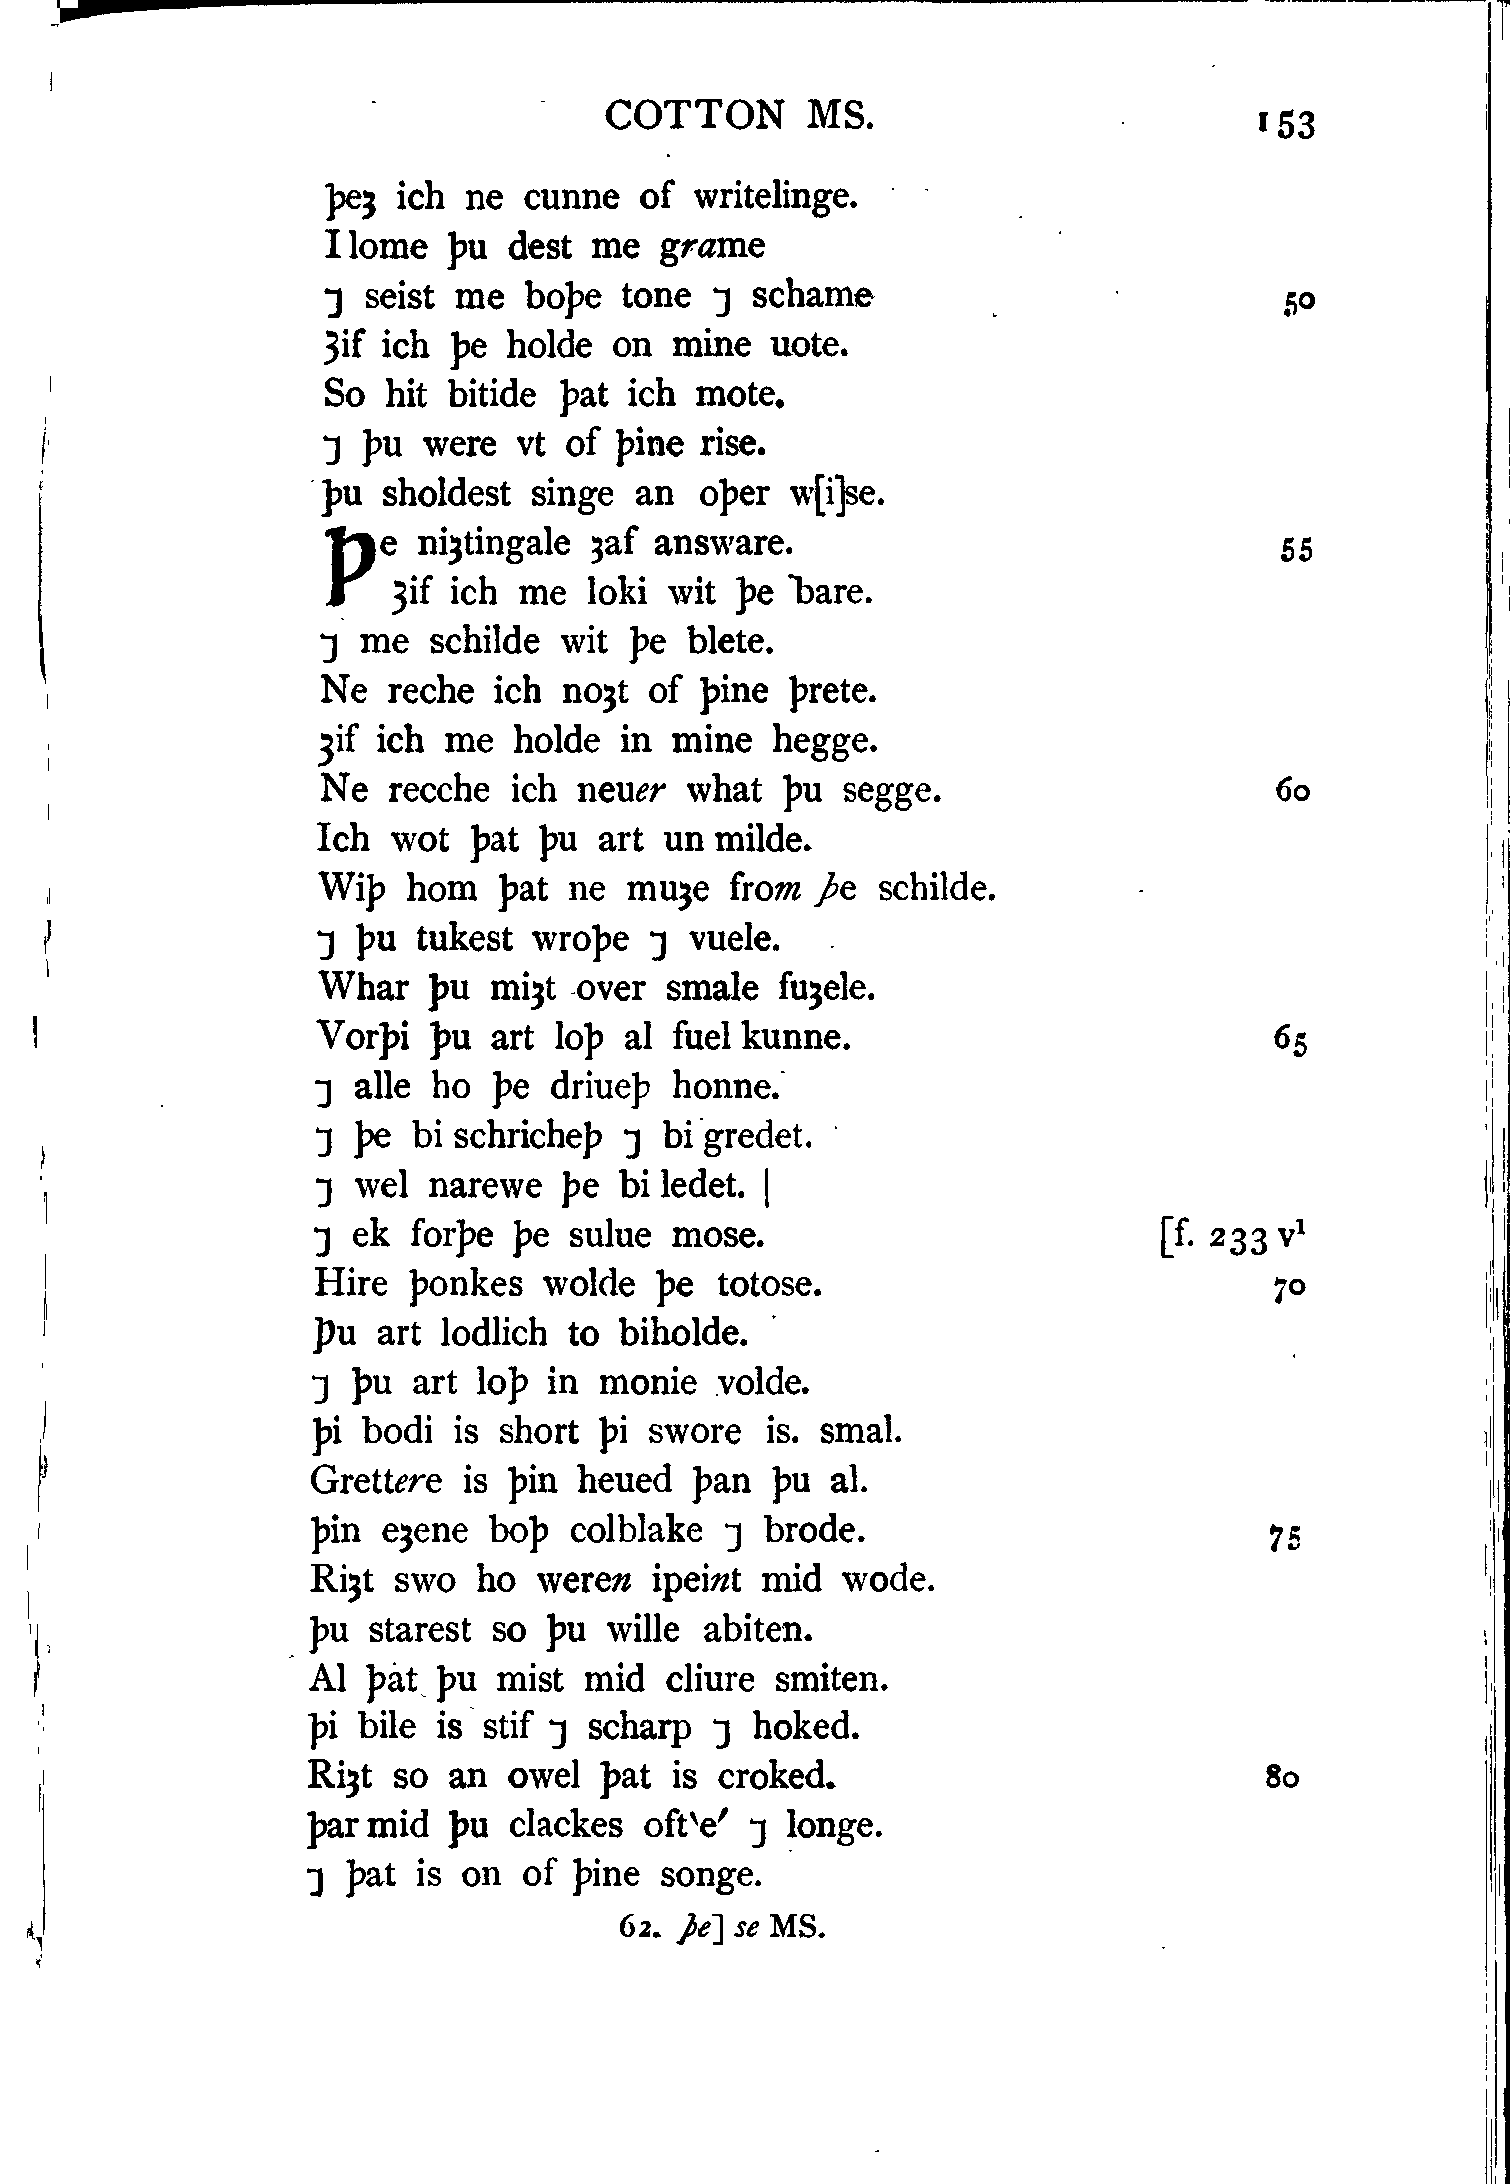 COTTON MS. 153
þeȝ ich ne cunne of writelinge.
I lome þu dest me grame
⁊ seist me boþe tone ⁊ schame 50
Ȝif ich þe holde on mine uote.
So hit bitide þat ich mote.
⁊ þu were vt of þine rise.
þu sholdest singe an oþer w[i]se.
Þe niȝtingale ȝaf answare. 55
ȝif ich me loki wit þe bare.
⁊ me schilde wit þe blete.
Ne reche ich noȝt of þine þrete.
ȝif ich me holde in mine hegge.
Ne recche ich neuer what þu segge. 60
Ich wot þat þu art un milde.
Wiþ hom þat ne muȝe from þe schilde.
⁊ þu tukest wroþe ⁊ vuele.
Whar þu miȝt over smale fuȝele.
Vorþi þu art loþ al fuel kunne. 65
⁊ alle ho þe driueþ honne.
⁊ þe bi schricheþ ⁊ bi gredet.
⁊ wel narewe þe bi ledet. |
⁊ ek forþe þe sulue mose. [f. 233 v¹
Hire þonkes wolde þe totose. 70
Þu art lodlich to biholde.
⁊ þu art loþ in monie volde.
þi bodi is short þi swore is. smal.
Grettere is þin heued þan þu al.
þin eȝene boþ colblake ⁊ brode. 75
Riȝt swo ho weren ipeint mid wode.
þu starest so þu wille abiten.
Al þat þu mist mid cliure smiten.
þi bile is stif ⁊ scharp ⁊ hoked.
Riȝt so an owel þat is croked. 80
þar mid þu clackes oft‵e′ ⁊ longe.
⁊ þat is on of þine songe.
62. þe] se MS.